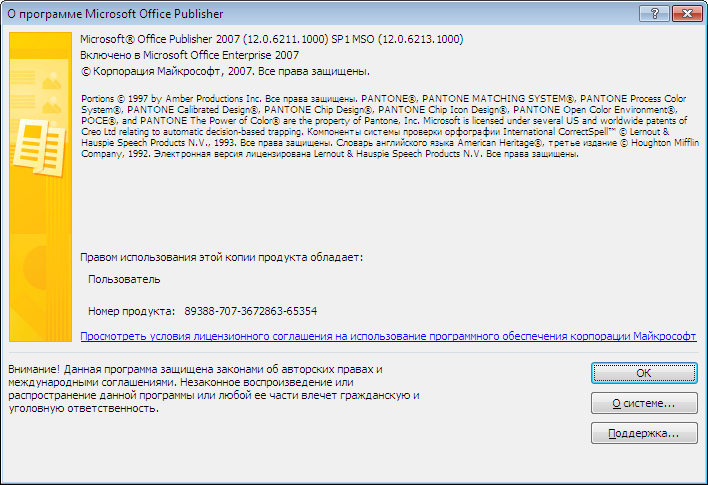 О программе Microsoft Office Publisher
Microsoft® Office Publisher 2007 (12.0.6211.1000) SP1 MSO (12.0.6213.1000)
Включено в Microsoft Office Enterprise 2007
© Корпорация Майкрософт, 2007. Все права защищены.
Portions © 1997 by Amber Productions Inc. Все права защищены. PANTONE®, PANTONE MATCHING SYSTEM®, PANTONE Process Color
System®, PANTONE Calibrated Design®, PANTONE Chip Design®, PANTONE Chip Icon Design®, PANTONE Open Color Environment®,
POCE®, and PANTONE The Power of Color® are the property of Pantone, Inc. Microsoft is licensed under several US and worldwide patents of
Creo Ltd relating to automatic decision-based trapping. Компоненты системы проверки орфографии International CorrectSpell™ © Lernout &
Hauspie Speech Products N.V., 1993. Все права защищены. Словарь английского языка American Heritage®, третье издание © Houghton Mifflin
Company, 1992. Электронная версия лицензирована Lernout & Hauspie Speech Products N.V. Все права защищены.
Правом использования этой копии продукта обладает:
Пользователь
Номер продукта: 89388-707-3672863-65354
Просмотреть условия лицензионного соглашения на использование программного обеспечения корпорации Майкрософт
Внимание! Данная программа защищена законами об авторских правах и
международными соглашениями. Незаконное воспроизведение или
распространение данной программы или любой ее части влечет гражданскую и
уголовную ответственность.
ОК
О системе...
Поддержка...